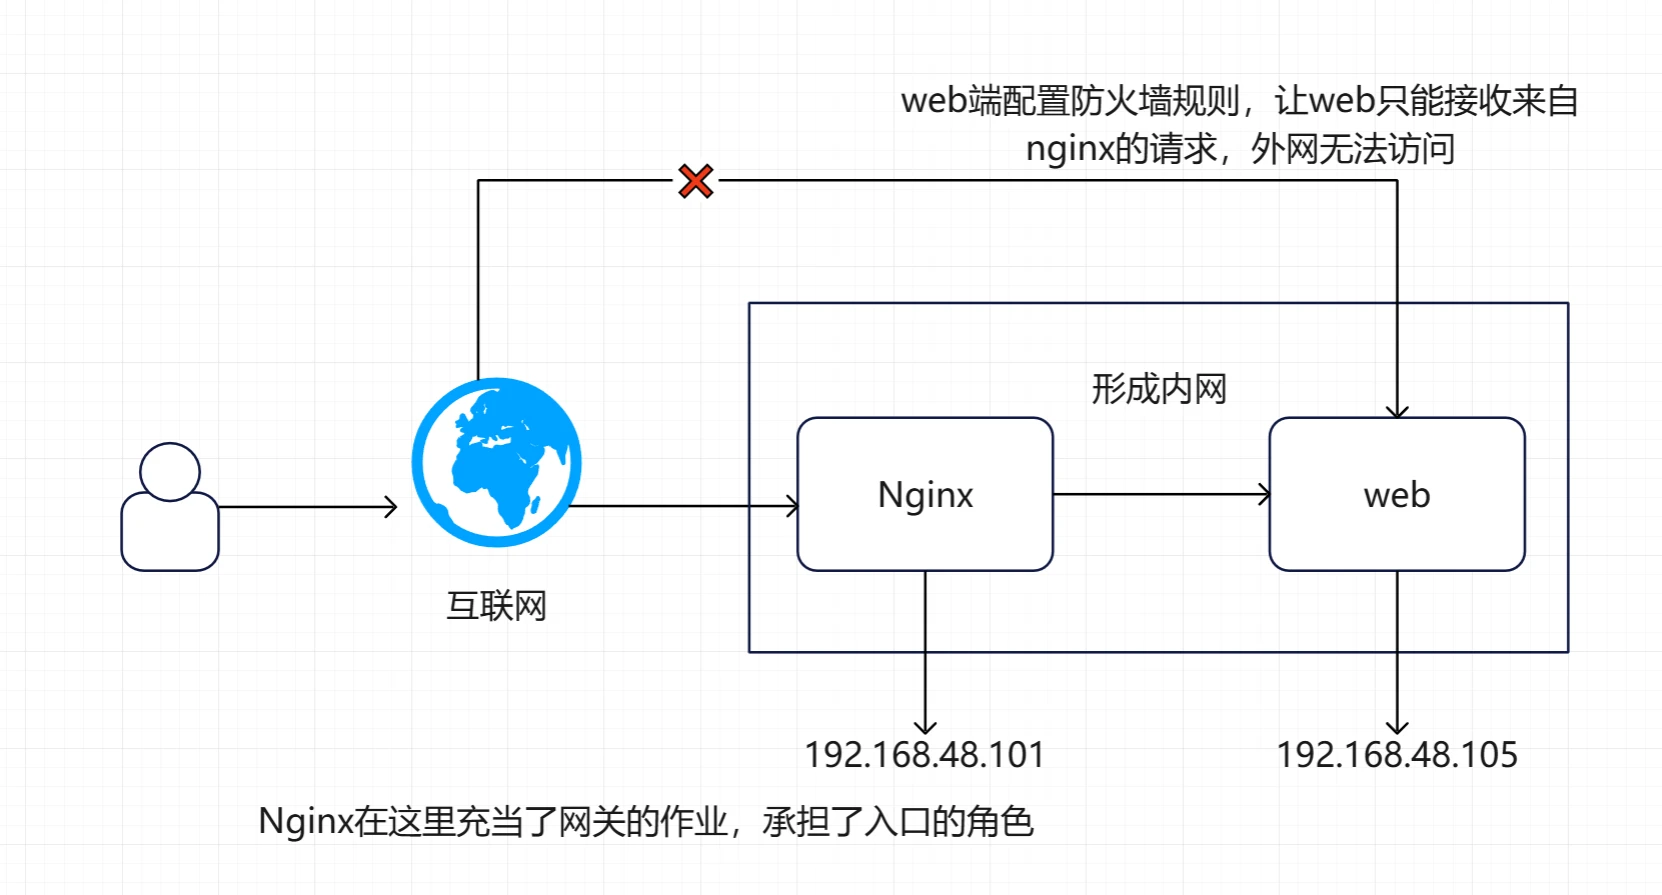 web端配置防火墙规则，让web只能接收来自
nginx的请求，外网无法访问
形成内网
Nginx
web
互联网
192.168.48.101
192.168.48.105
Nginx在这里充当了网关的作业，承担了入口的角色